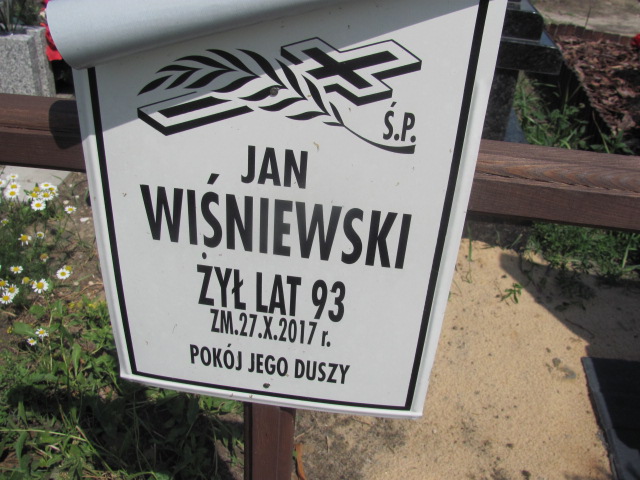 Ś.P.
JAN
WIŚNIEWSKI
ŻYŁ LAT 93
ZM.27.X.2017 r.
POKÓJ JEGO DUSZY